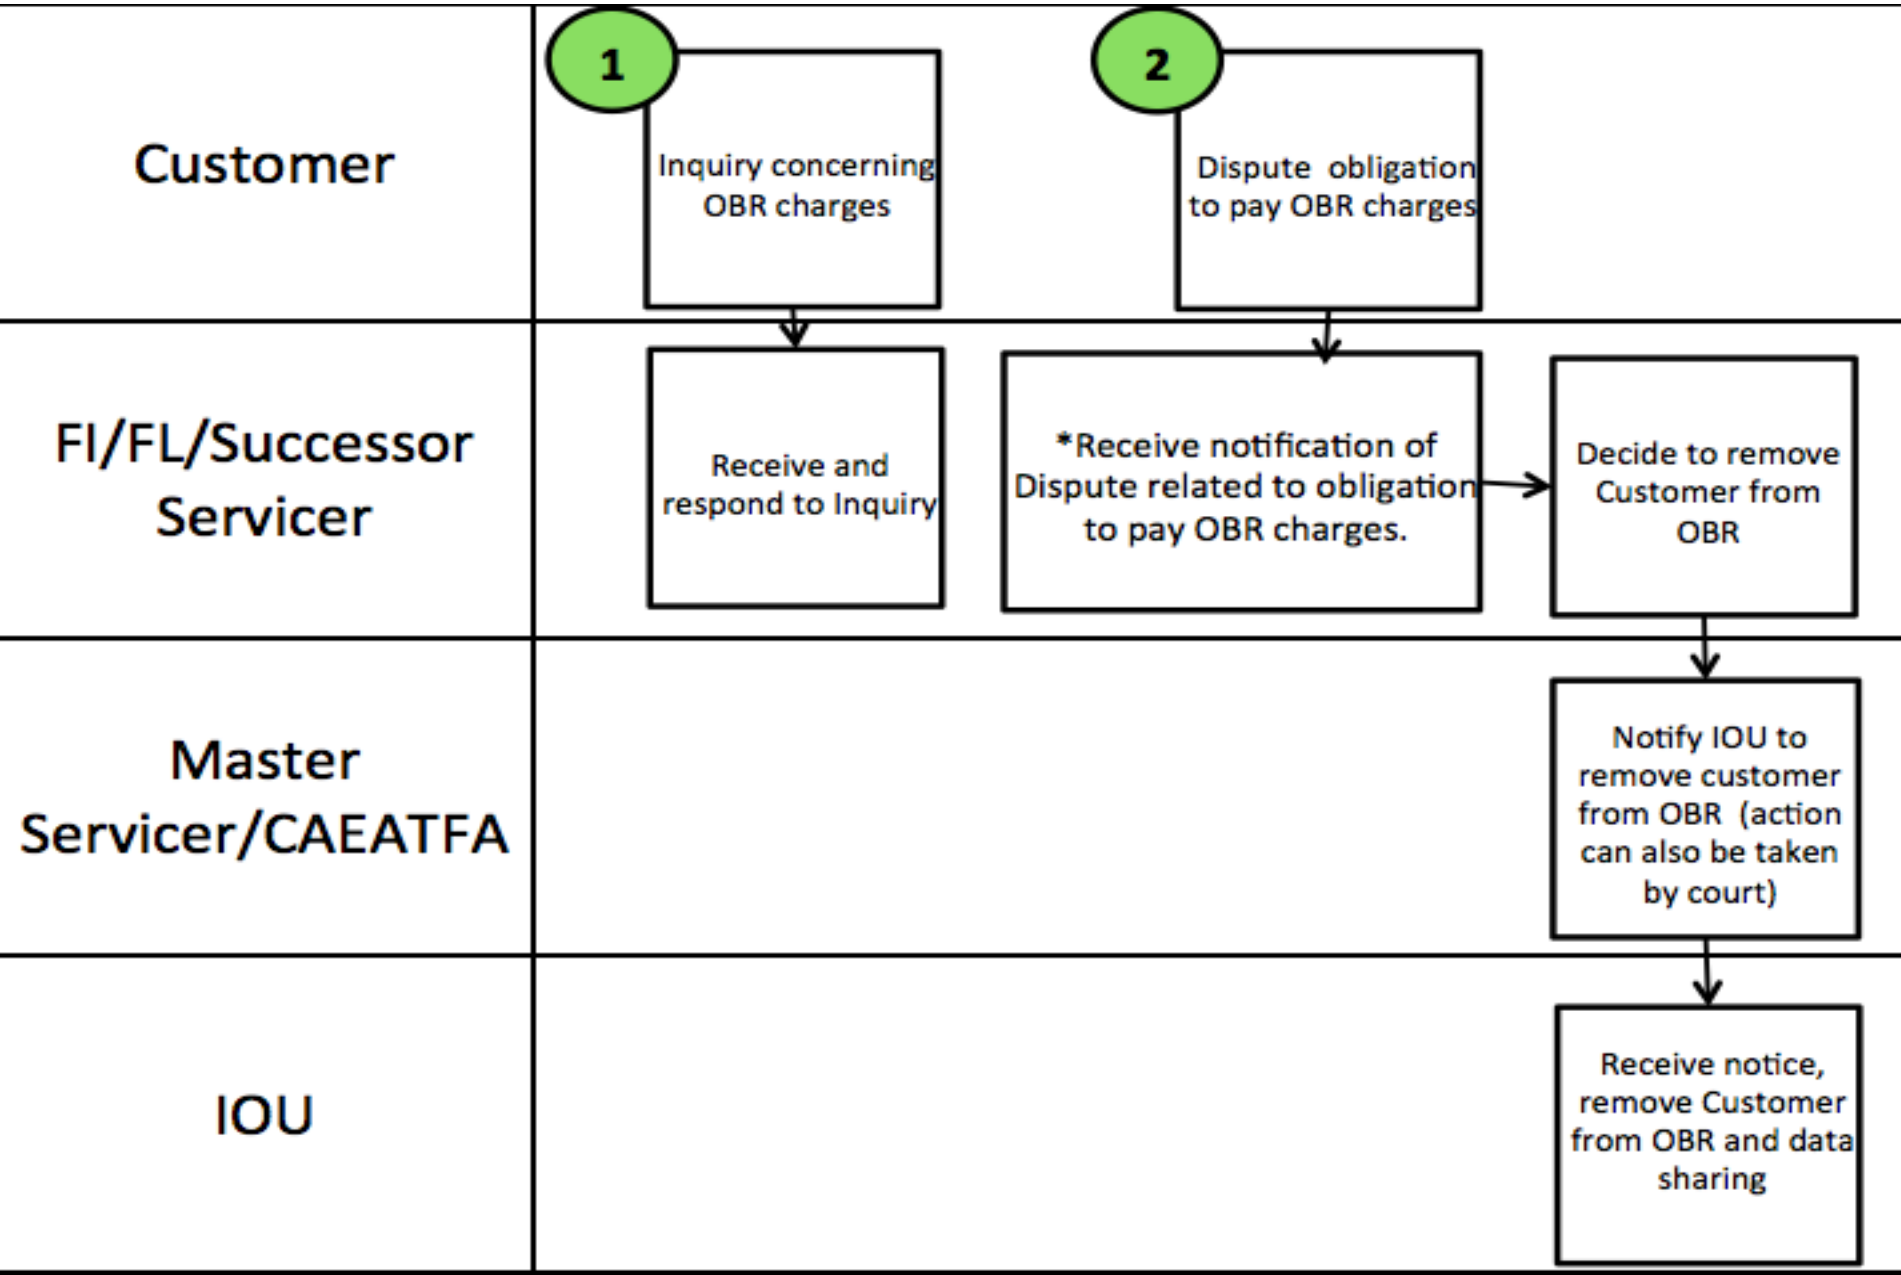 1
2
Customer
Inquiry concerning
OBR charges
Dispute  obligation
to pay OBR charges
FI/FL/Successor
Servicer
Receive and
respond to Inquiry
*Receive notification of
Dispute related to obligation
to pay OBR charges.
Decide to remove
Customer from
OBR
Master
Servicer/CAEATFA
Notify IOU to
remove customer
from OBR  (action
can also be taken
by court)
IOU
Receive notice,
remove Customer
from OBR and data
sharing